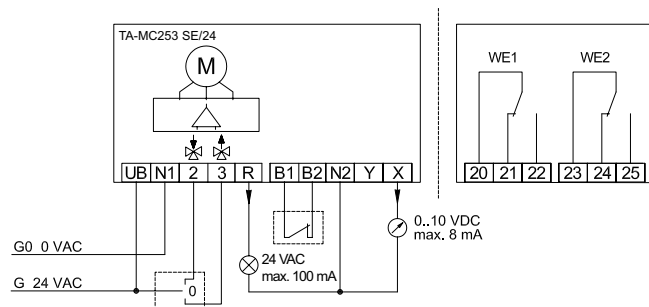 TA-MC253 SE/24
M
WE1 WE2
UB N1 2 3 R B1 B2 N2 Y X
20 21 22 23 24 25
0..10 VDC
max. 8 mA
G0 0 VAC
24 VAC
max. 100 mA
G 24 VAC
0